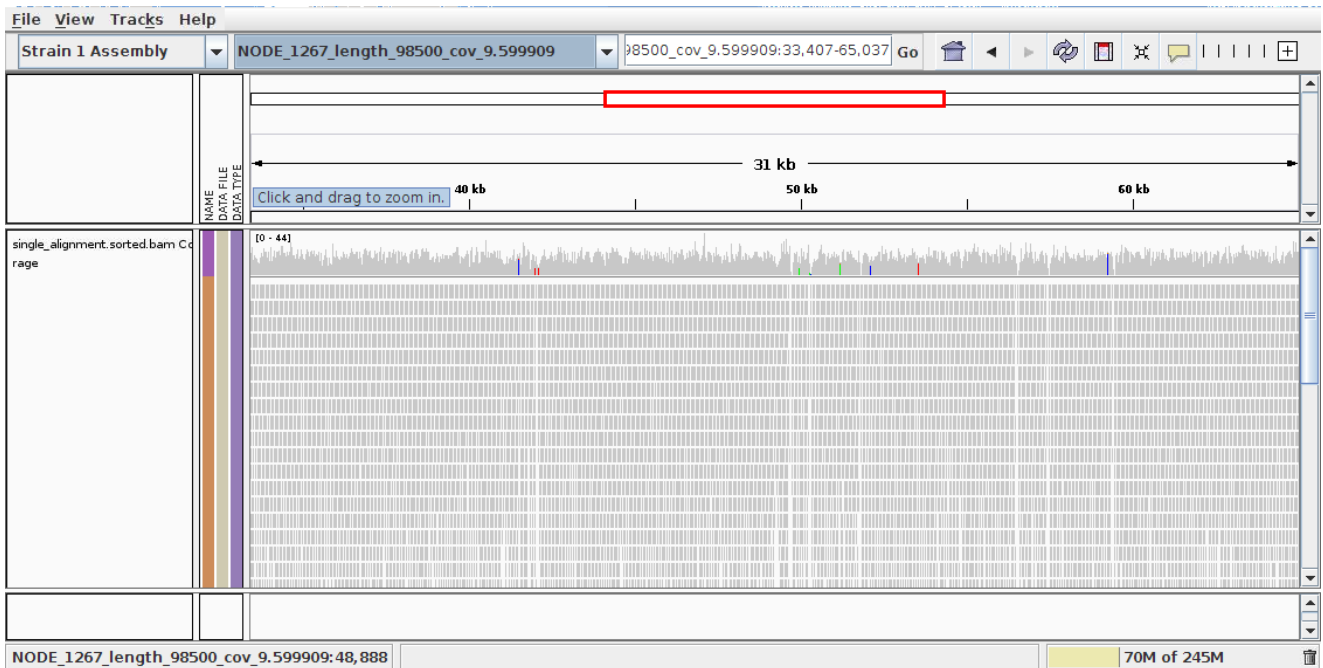 File View Tracks Help
Strain 1 Assembly NODE_1267_length_98500_cov_9.599909 98500_cov_9.599909:33,407-65,037 Go
NAME
DATA FILE
DATA TYPE
31 kb
40 kb 50 kb 60 kb
Click and drag to zoom in.
single_alignment.sorted.bam Co
rage
[0 - 44]
NODE_1267_length_98500_cov_9.599909:48,888 70M of 245M